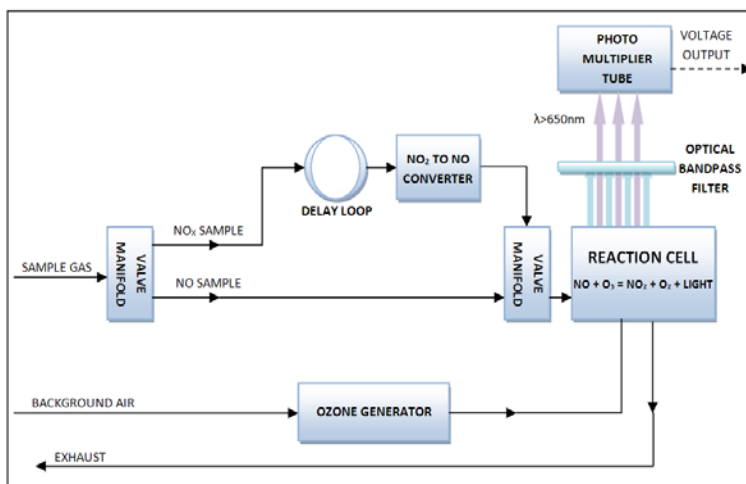 PHOTO
MULTIPLIER
TUBE
VOLTAGE
OUTPUT
λ>650nm
OPTICAL
BANDPASS
FILTER
NO₂ TO NO
CONVERTER
DELAY LOOP
NOₓ SAMPLE
SAMPLE GAS
VALVE
MANIFOLD
NO SAMPLE
VALVE
MANIFOLD
REACTION CELL
NO + O₃ = NO₂ + O₂ + LIGHT
BACKGROUND AIR
OZONE GENERATOR
EXHAUST